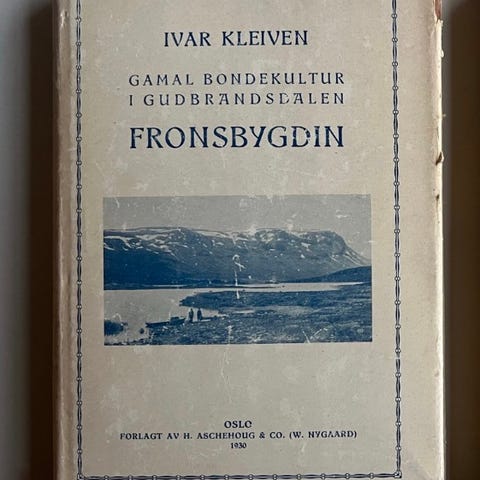 IVAR KLEIVEN
GAMAL BONDEKULTUR
I GUDBRANDSDALEN
FRONSBYGDIN
OSLO
FORLAGT AV H. ASCHEHOUG & CO. (W. NYGAARD)
1930